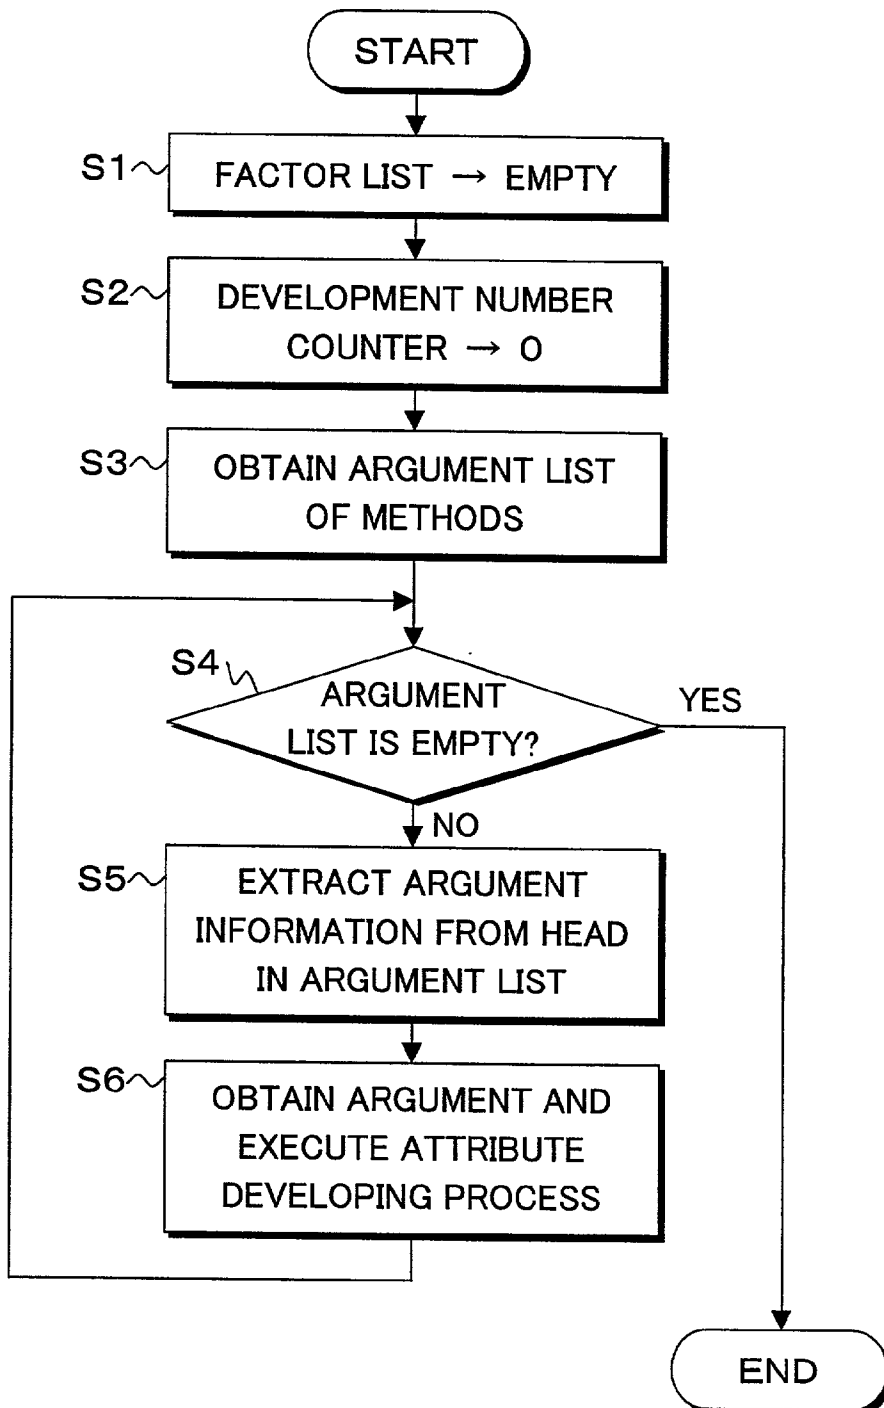 START
S1
FACTOR LIST → EMPTY
S2
DEVELOPMENT NUMBER
COUNTER → 0
S3
OBTAIN ARGUMENT LIST
OF METHODS
S4
ARGUMENT
LIST IS EMPTY?
YES
NO
S5
EXTRACT ARGUMENT
INFORMATION FROM HEAD
IN ARGUMENT LIST
S6
OBTAIN ARGUMENT AND
EXECUTE ATTRIBUTE
DEVELOPING PROCESS
END